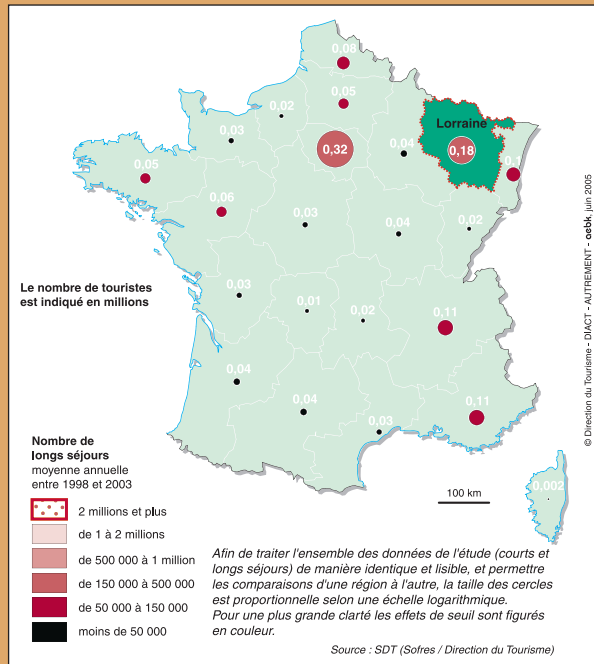 0,08
0,05
0,02
0,03
Lorraine
0,04
0,18
0,32
0,1
0,05
0,06
0,03
0,04
0,02
Le nombre de touristes
est indiqué en millions
0,03
0,01
0,02
0,11
0,04
0,04
0,03
0,11
0,002
100 km
Nombre de
longs séjours
moyenne annuelle
entre 1998 et 2003
2 millions et plus
de 1 à 2 millions
de 500 000 à 1 million
de 150 000 à 500 000
de 50 000 à 150 000
moins de 50 000
Afin de traiter l'ensemble des données de l'étude (courts et
longs séjours) de manière identique et lisible, et permettre
les comparaisons d'une région à l'autre, la taille des cercles
est proportionnelle selon une échelle logarithmique.
Pour une plus grande clarté les effets de seuil sont figurés
en couleur.
Source : SDT (Sofres / Direction du Tourisme)
© Direction du Tourisme - DIACT - AUTREMENT - aebk, juin 2005